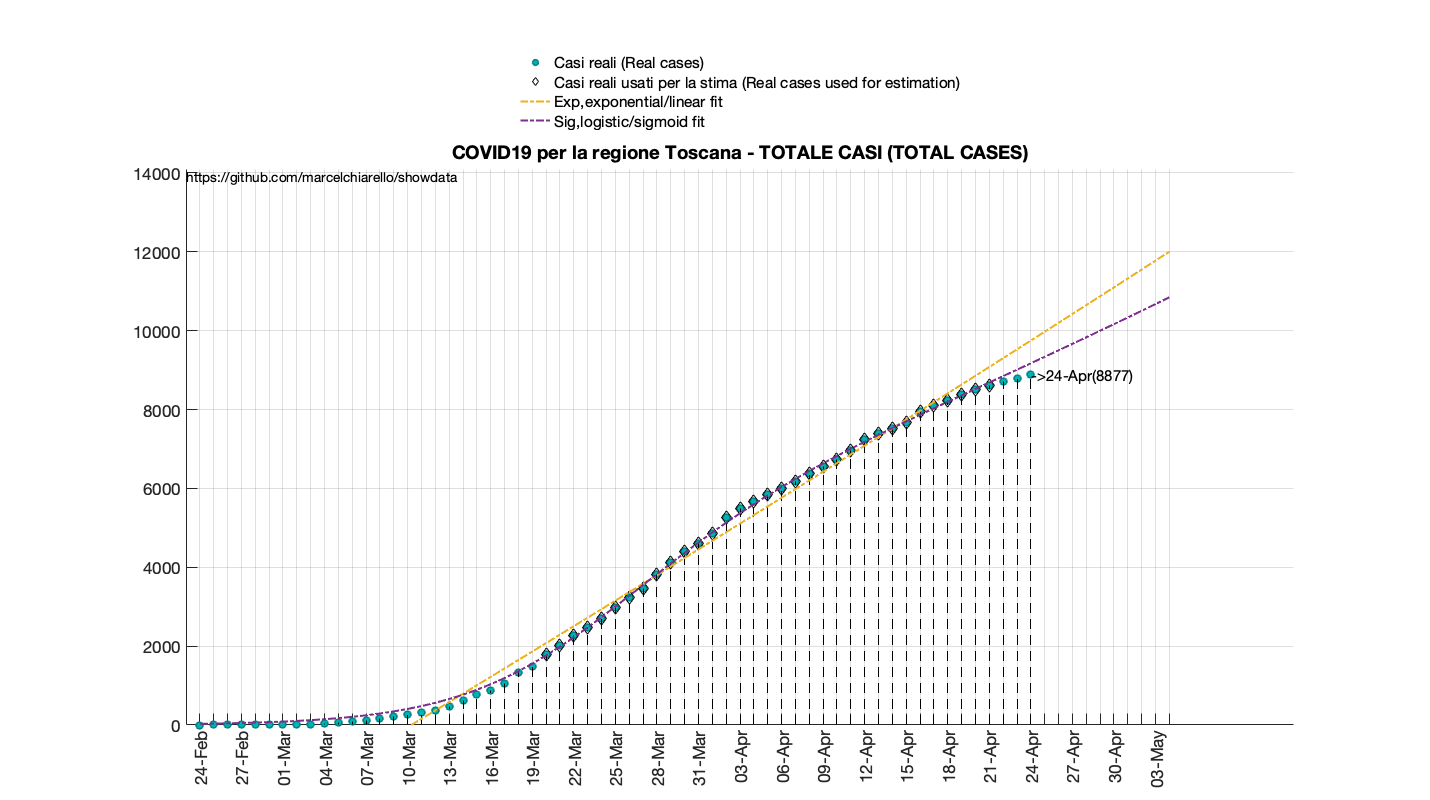 Casi reali (Real cases)
Casi reali usati per la stima (Real cases used for estimation)
Exp,exponential/linear fit
Sig,logistic/sigmoid fit
COVID19 per la regione Toscana - TOTALE CASI (TOTAL CASES)
14000
https://github.com/marcelchiarello/showdata
12000
10000
->24-Apr(8877)
8000
6000
4000
2000
0
24-Feb
27-Feb
01-Mar
04-Mar
07-Mar
10-Mar
13-Mar
16-Mar
19-Mar
22-Mar
25-Mar
28-Mar
31-Mar
03-Apr
06-Apr
09-Apr
12-Apr
15-Apr
18-Apr
21-Apr
24-Apr
27-Apr
30-Apr
03-May